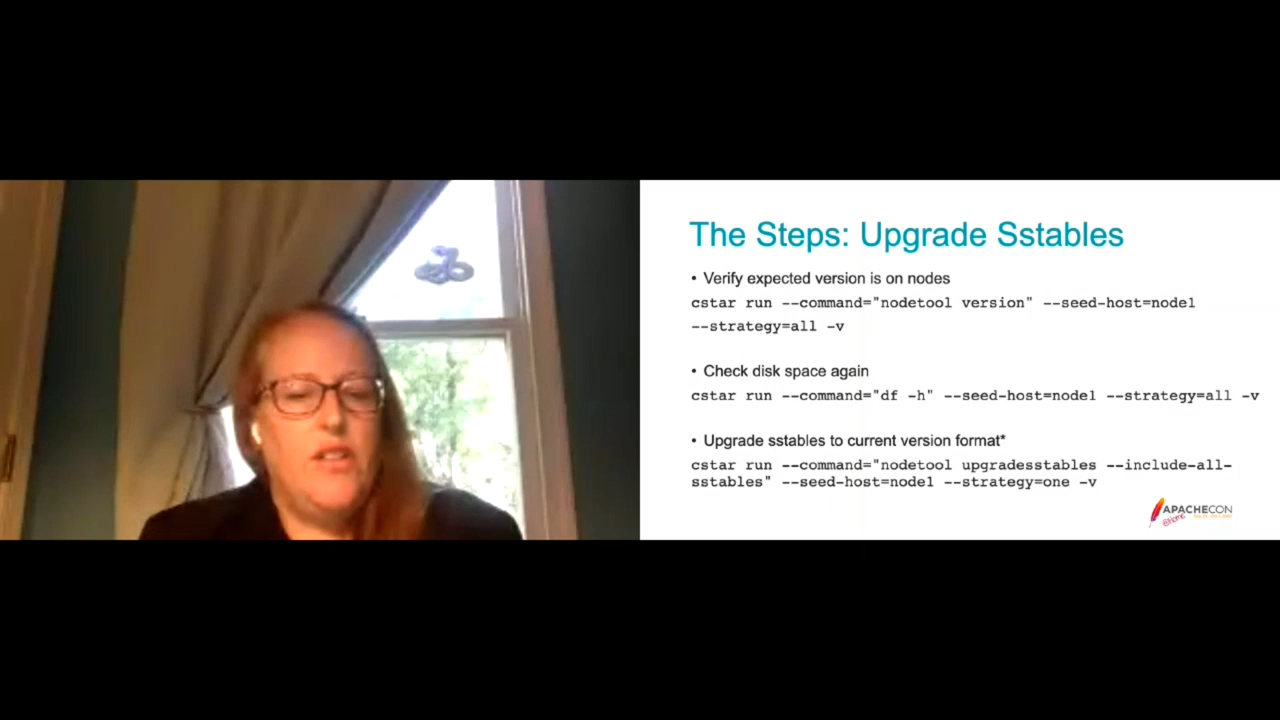 The Steps: Upgrade Sstables
• Verify expected version is on nodes
cstar run --command="nodetool version" --seed-host=node1
--strategy=all -v
• Check disk space again
cstar run --command="df -h" --seed-host=node1 --strategy=all -v
• Upgrade sstables to current version format*
cstar run --command="nodetool upgradesstables --include-all-
sstables" --seed-host=node1 --strategy=one -v
APACHECON
@Home